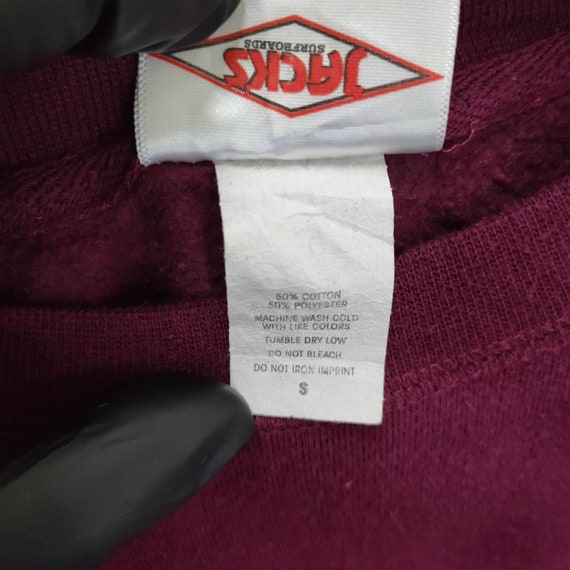 JACKS
SURFBOARDS
50% COTTON
50% POLYESTER
MACHINE WASH COLD
WITH LIKE COLORS
TUMBLE DRY LOW
DO NOT BLEACH
DO NOT IRON IMPRINT
S